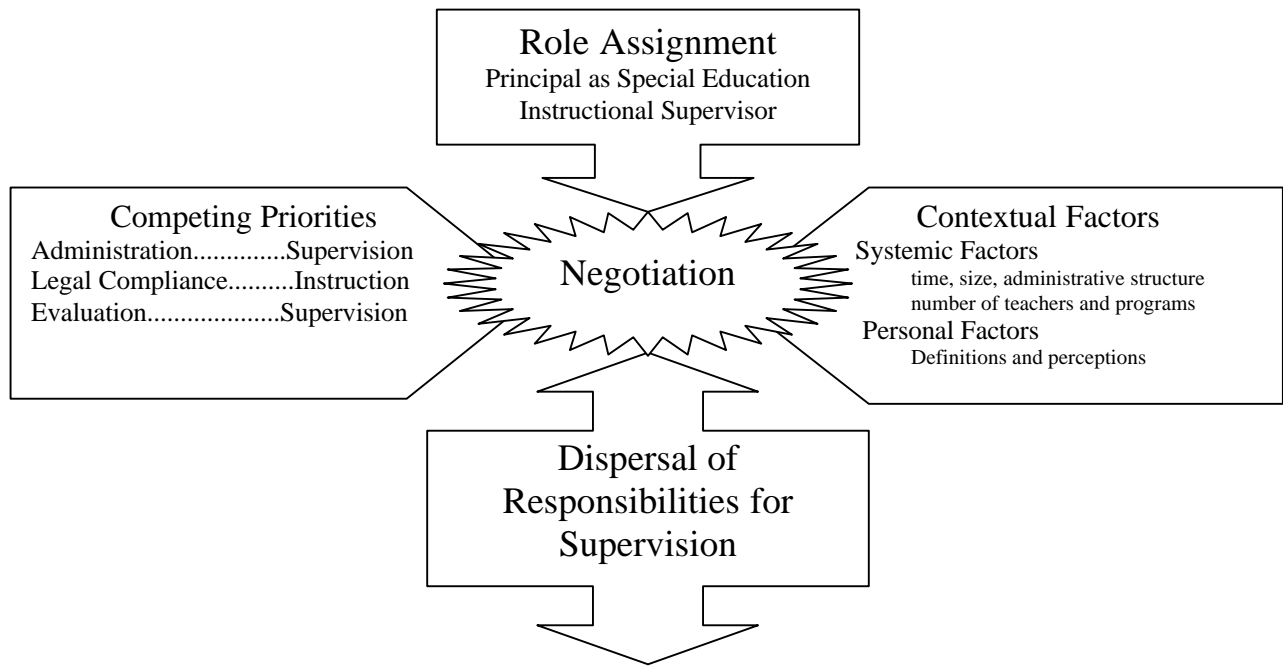 Role Assignment
Principal as Special Education
Instructional Supervisor
Competing Priorities
Administration..............Supervision
Legal Compliance..........Instruction
Evaluation....................Supervision
Negotiation
Contextual Factors
Systemic Factors
time, size, administrative structure
number of teachers and programs
Personal Factors
Definitions and perceptions
Dispersal of
Responsibilities for
Supervision